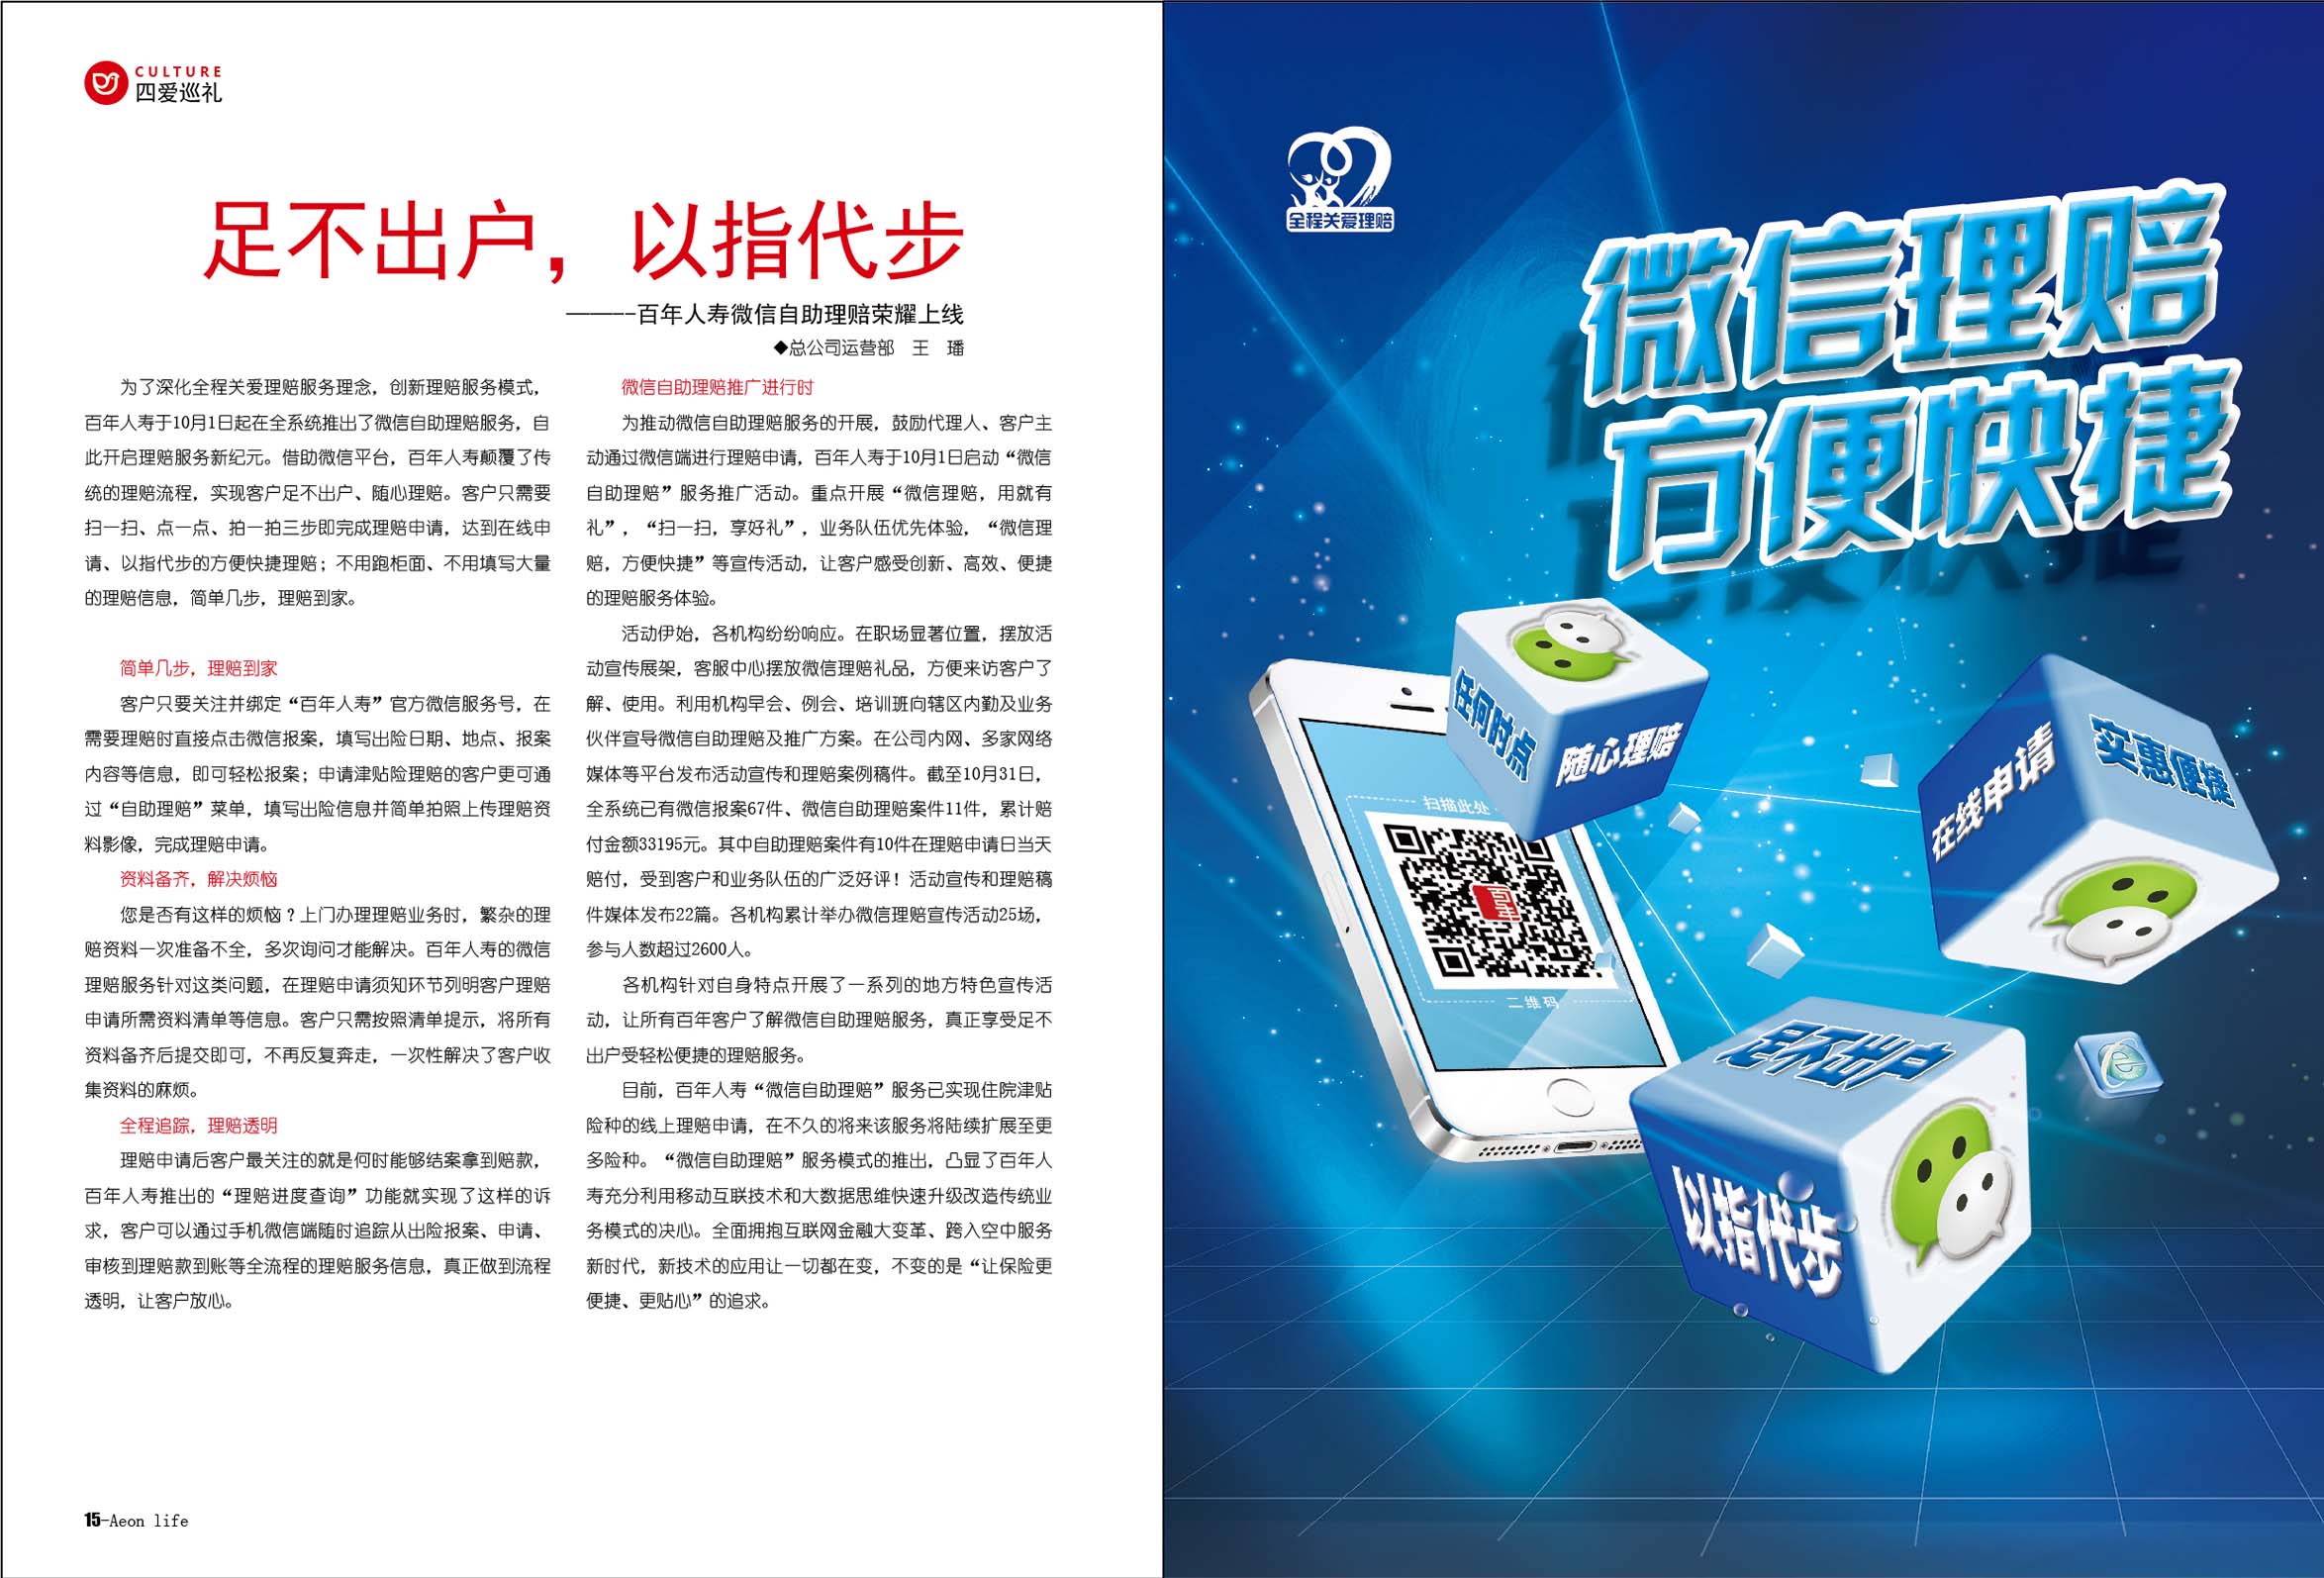 CULTURE
四爱巡礼
足不出户，以指代步
————百年人寿微信自助理赔荣耀上线
◆总公司运营部　王　璠
为了深化全程关爱理赔服务理念，创新理赔服务模式，
百年人寿于10月1日起在全系统推出了微信自助理赔服务，自
此开启理赔服务新纪元。借助微信平台，百年人寿颠覆了传
统的理赔流程，实现客户足不出户、随心理赔。客户只需要
扫一扫、点一点、拍一拍三步即完成理赔申请，达到在线申
请、以指代步的方便快捷理赔；不用跑柜面、不用填写大量
的理赔信息，简单几步，理赔到家。
简单几步，理赔到家
客户只要关注并绑定“百年人寿”官方微信服务号，在
需要理赔时直接点击微信报案，填写出险日期、地点、报案
内容等信息，即可轻松报案；申请津贴险理赔的客户更可通
过“自助理赔”菜单，填写出险信息并简单拍照上传理赔资
料影像，完成理赔申请。
资料备齐，解决烦恼
您是否有这样的烦恼？上门办理理赔业务时，繁杂的理
赔资料一次准备不全，多次询问才能解决。百年人寿的微信
理赔服务针对这类问题，在理赔申请须知环节列明客户理赔
申请所需资料清单等信息。客户只需按照清单提示，将所有
资料备齐后提交即可，不再反复奔走，一次性解决了客户收
集资料的麻烦。
全程追踪，理赔透明
理赔申请后客户最关注的就是何时能够结案拿到赔款，
百年人寿推出的“理赔进度查询”功能就实现了这样的诉
求，客户可以通过手机微信端随时追踪从出险报案、申请、
审核到理赔款到账等全流程的理赔服务信息，真正做到流程
透明，让客户放心。
微信自助理赔推广进行时
为推动微信自助理赔服务的开展，鼓励代理人、客户主
动通过微信端进行理赔申请，百年人寿于10月1日启动“微信
自助理赔”服务推广活动。重点开展“微信理赔，用就有
礼”，“扫一扫，享好礼”，业务队伍优先体验，“微信理
赔，方便快捷”等宣传活动，让客户感受创新、高效、便捷
的理赔服务体验。
活动伊始，各机构纷纷响应。在职场显著位置，摆放活
动宣传展架，客服中心摆放微信理赔礼品，方便来访客户了
解、使用。利用机构早会、例会、培训班向辖区内勤及业务
伙伴宣导微信自助理赔及推广方案。在公司内网、多家网络
媒体等平台发布活动宣传和理赔案例稿件。截至10月31日，
全系统已有微信报案67件、微信自助理赔案件11件，累计赔
付金额33195元。其中自助理赔案件有10件在理赔申请日当天
赔付，受到客户和业务队伍的广泛好评！活动宣传和理赔稿
件媒体发布22篇。各机构累计举办微信理赔宣传活动25场，
参与人数超过2600人。
各机构针对自身特点开展了一系列的地方特色宣传活
动，让所有百年客户了解微信自助理赔服务，真正享受足不
出户受轻松便捷的理赔服务。
目前，百年人寿“微信自助理赔”服务已实现住院津贴
险种的线上理赔申请，在不久的将来该服务将陆续扩展至更
多险种。“微信自助理赔”服务模式的推出，凸显了百年人
寿充分利用移动互联技术和大数据思维快速升级改造传统业
务模式的决心。全面拥抱互联网金融大变革、跨入空中服务
新时代，新技术的应用让一切都在变，不变的是“让保险更
便捷、更贴心”的追求。
15-Aeon life
全程关爱理赔
微信理赔
方便快捷
任何时点
随心理赔
在线申请
实惠便捷
扫描此处
百年
二维码
足不出户
以指代步